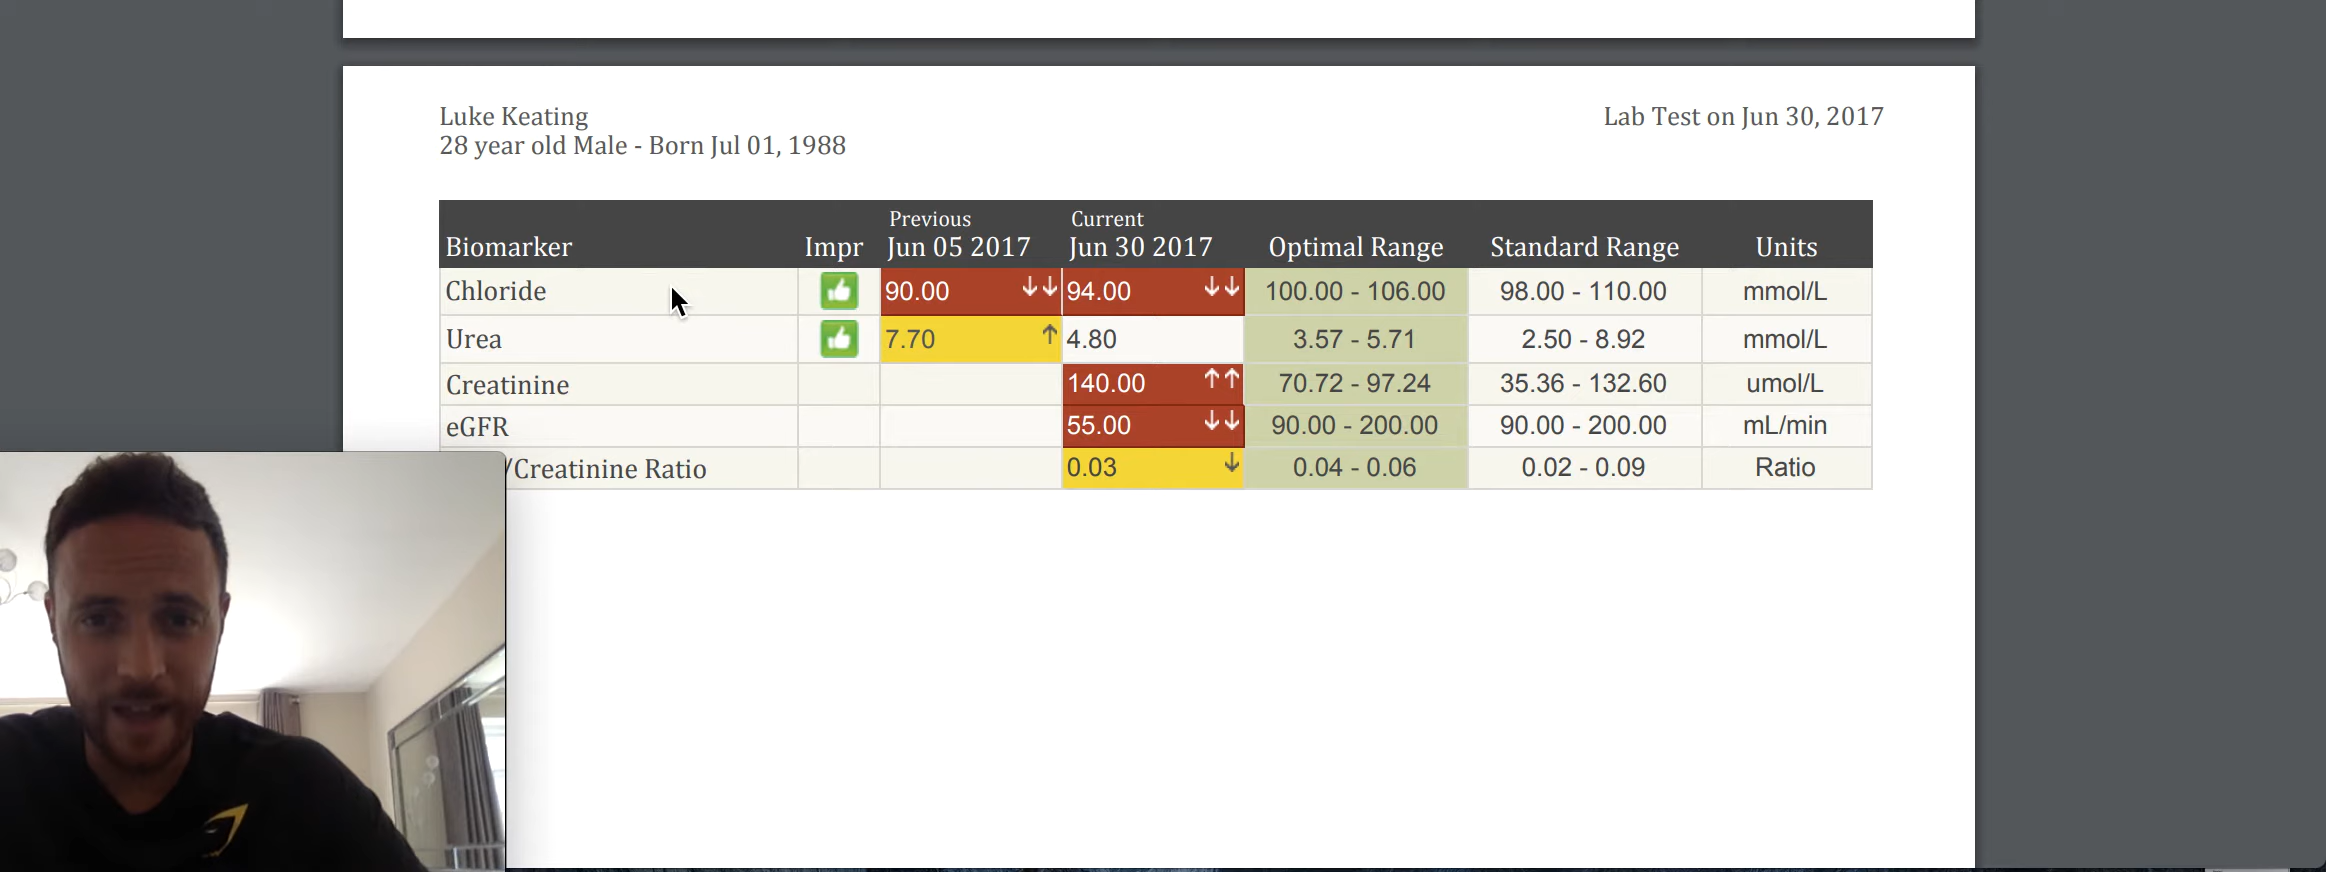 Luke Keating
28 year old Male - Born Jul 01, 1988
Lab Test on Jun 30, 2017
Biomarker Impr Previous Jun 05 2017 Current Jun 30 2017 Optimal Range Standard Range Units
Chloride 90.00 ↓↓ 94.00 ↓↓ 100.00 - 106.00 98.00 - 110.00 mmol/L
Urea 7.70 ↑ 4.80 3.57 - 5.71 2.50 - 8.92 mmol/L
Creatinine 140.00 ↑↑ 70.72 - 97.24 35.36 - 132.60 umol/L
eGFR 55.00 ↓↓ 90.00 - 200.00 90.00 - 200.00 mL/min
/Creatinine Ratio 0.03 ↓ 0.04 - 0.06 0.02 - 0.09 Ratio